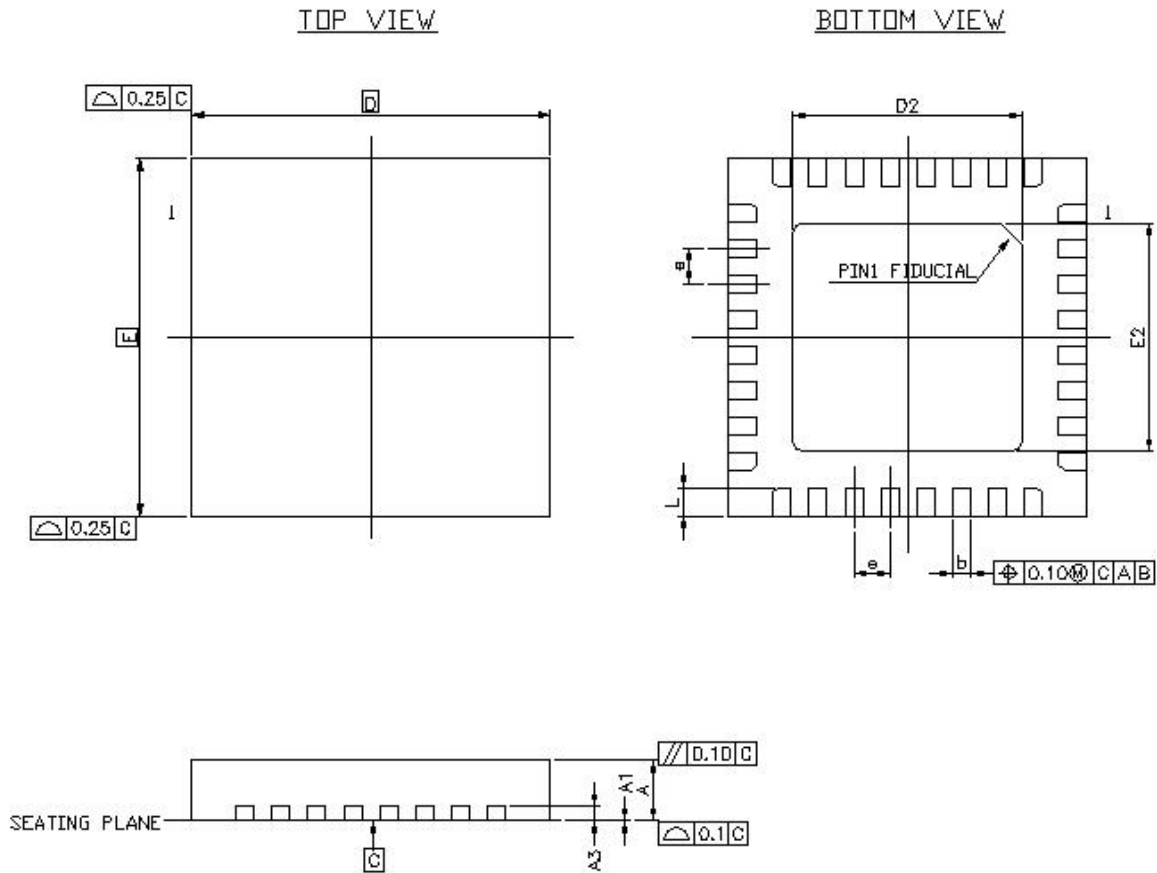 TOP VIEW
BOTTOM VIEW
⌓ 0.25 C
D
D2
1
1
e
PIN1 FIDUCIAL
E
E2
L
⌓ 0.25 C
e
b
⌖ 0.10 Ⓜ C A B
// 0.10 C
A1
A
SEATING PLANE
⌓ 0.1 C
C
A3